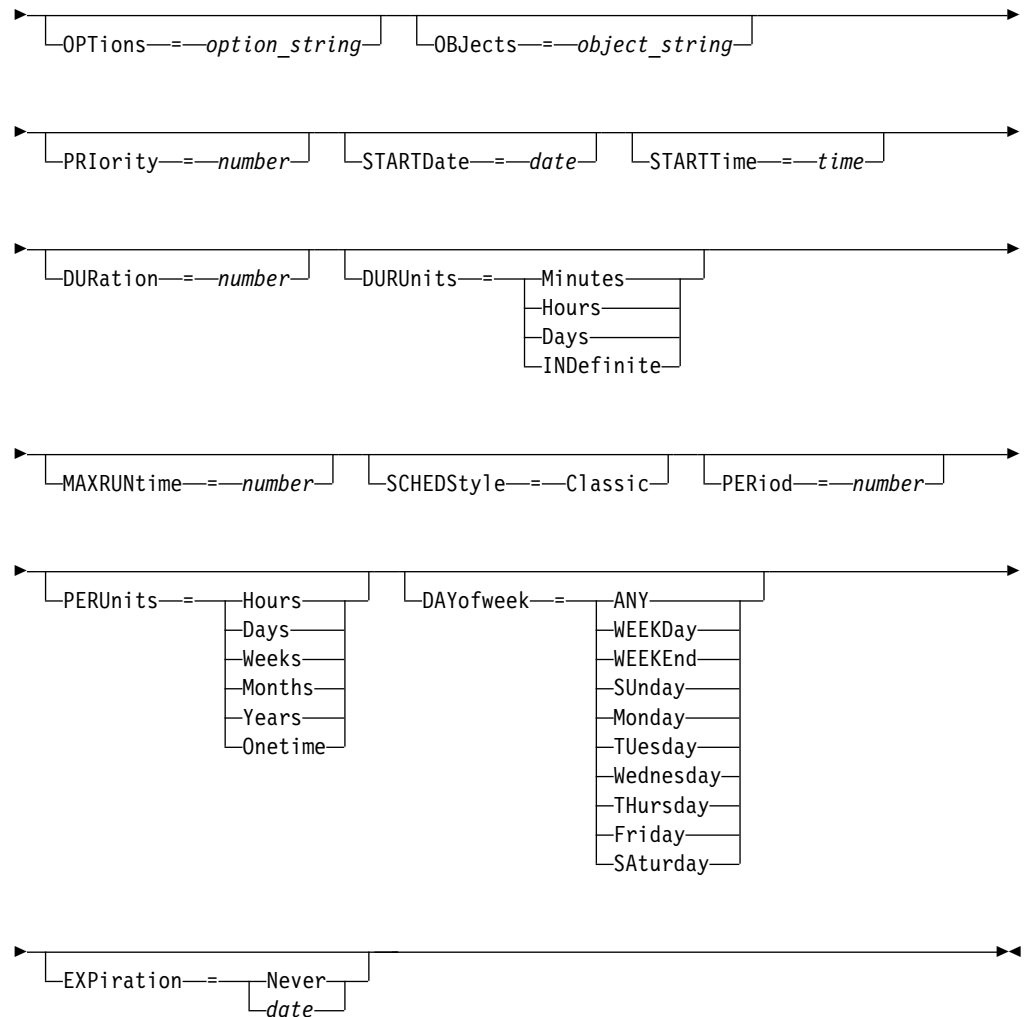 OPTions = option_string OBJects = object_string
PRIority = number STARTDate = date STARTTime = time
DURation = number DURUnits = Minutes
Hours
Days
INDefinite
MAXRUNtime = number SCHEDStyle = Classic PERiod = number
PERUnits = Hours DAYofweek = ANY
Days WEEKDay
Weeks WEEKEnd
Months SUnday
Years Monday
Onetime TUesday
Wednesday
THursday
Friday
SAturday
EXPiration = Never
date